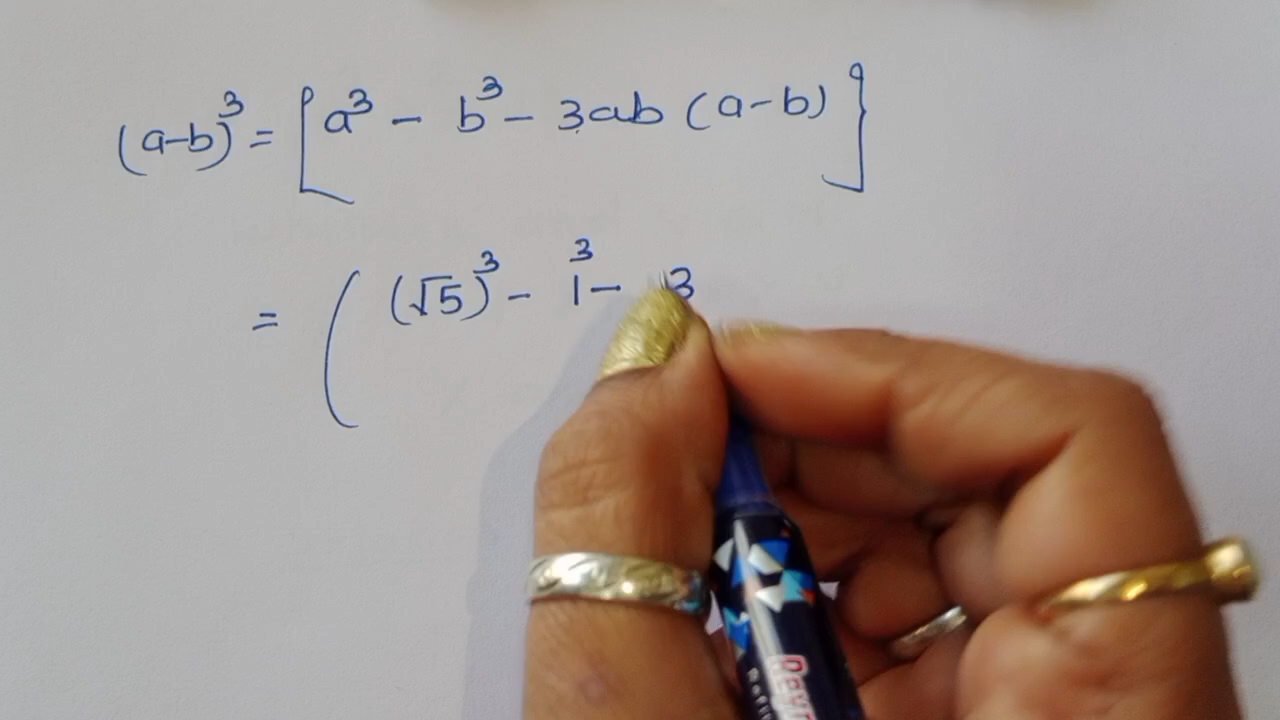 (a-b)³ = [a³ - b³ - 3ab (a-b)]
= ( (√5)³ - 1³ - 3